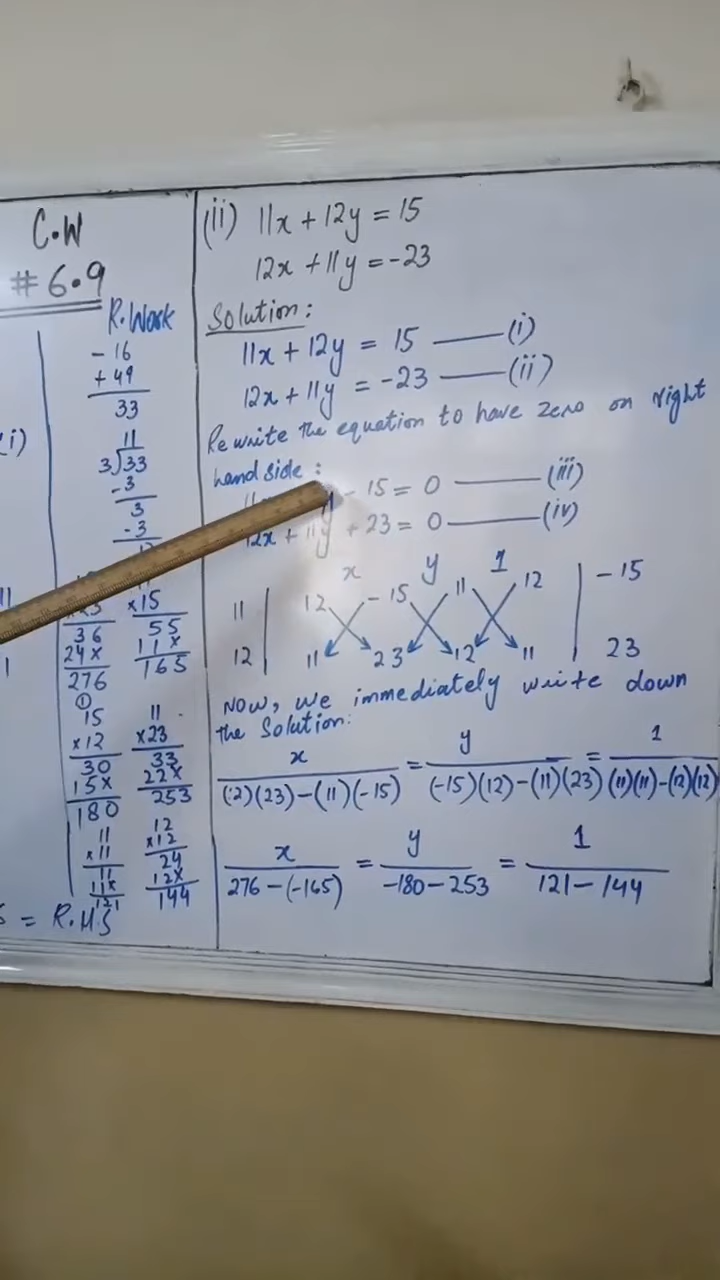 C.W
# 6.9
R.Work
- 16
+ 49
33
11
3)33
- 3
3
- 3
x15
36
55
24x
11x
276
165
①
15
11
x12
x23
30
33
15x
22x
180
253
11
12
x11
x12
11
24
11x
12x
121
144
= R.H.S
(ii) 11x + 12y = 15
12x + 11y = -23
Solution:
11x + 12y = 15 —— (i)
12x + 11y = -23 —— (ii)
Rewrite the equation to have zero on right
hand side:
y - 15 = 0 —— (iii)
12x + 11y + 23 = 0 —— (iv)
x y 1
11 | 12 -15 11 12 | -15
12 | 11 23 12 11 | 23
Now, we immediately write down
the Solution:
x/(12)(23)-(11)(-15) = y/(-15)(12)-(11)(23) = 1/(11)(11)-(12)(12)
x/276-(-165) = y/-180-253 = 1/121-144